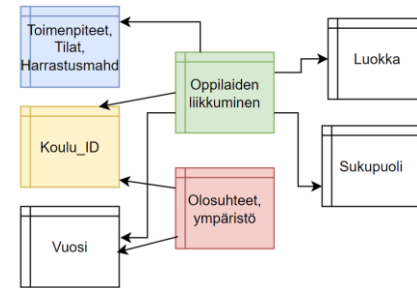 Toimenpiteet,
Tilat,
Harrastusmahd
Oppilaiden
liikkuminen
Luokka
Koulu_ID
Sukupuoli
Olosuhteet,
ympäristö
Vuosi